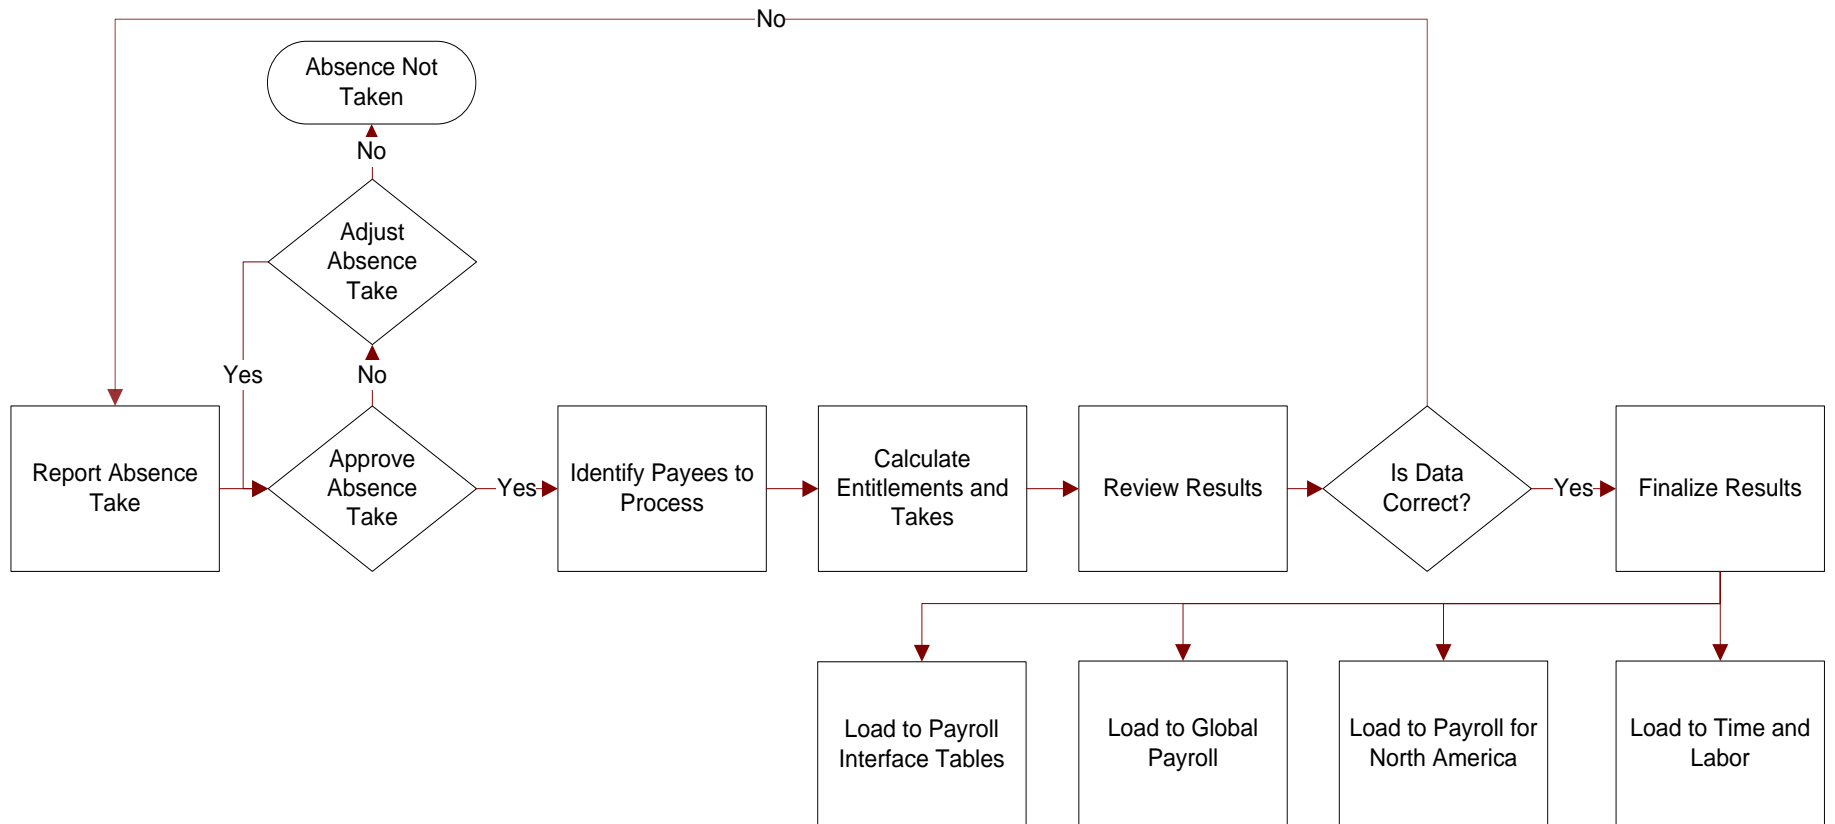 No
Absence Not
Taken
No
Adjust
Absence
Take
Yes
No
Report Absence
Take
Approve
Absence
Take
Yes
Identify Payees to
Process
Calculate
Entitlements and
Takes
Review Results
Is Data
Correct?
Yes
Finalize Results
Load to Payroll
Interface Tables
Load to Global
Payroll
Load to Payroll for
North America
Load to Time and
Labor